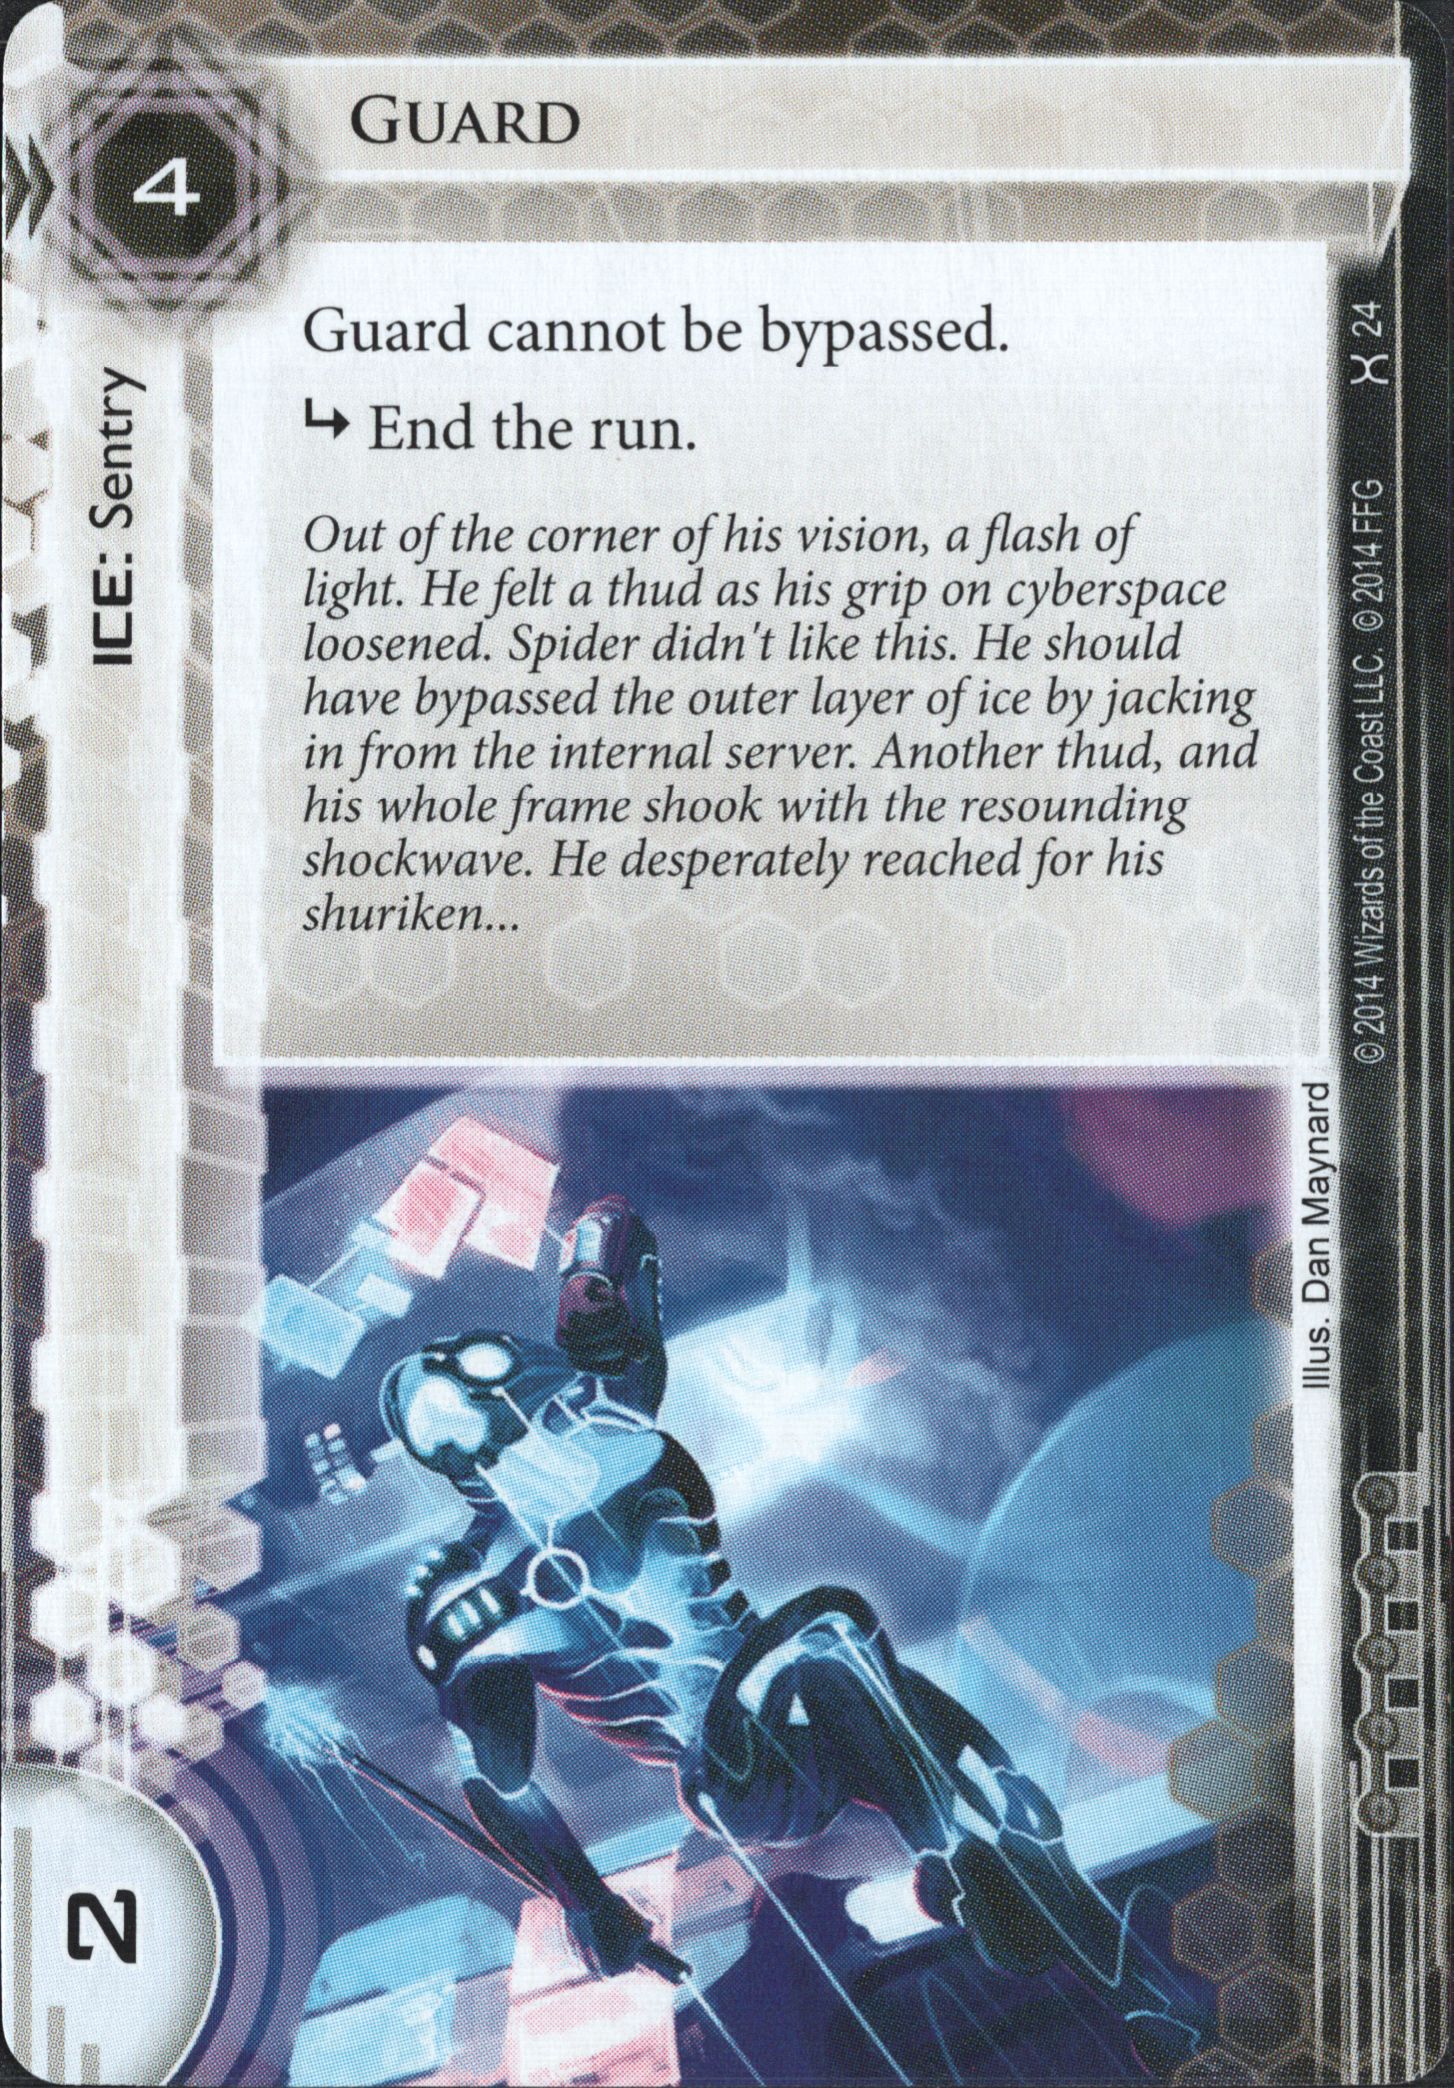 GUARD
4
Guard cannot be bypassed.
↳ End the run.
Out of the corner of his vision, a flash of
light. He felt a thud as his grip on cyberspace
loosened. Spider didn't like this. He should
have bypassed the outer layer of ice by jacking
in from the internal server. Another thud, and
his whole frame shook with the resounding
shockwave. He desperately reached for his
shuriken...
ICE: Sentry
2
Illus. Dan Maynard
© 2014 Wizards of the Coast LLC. © 2014 FFG 24